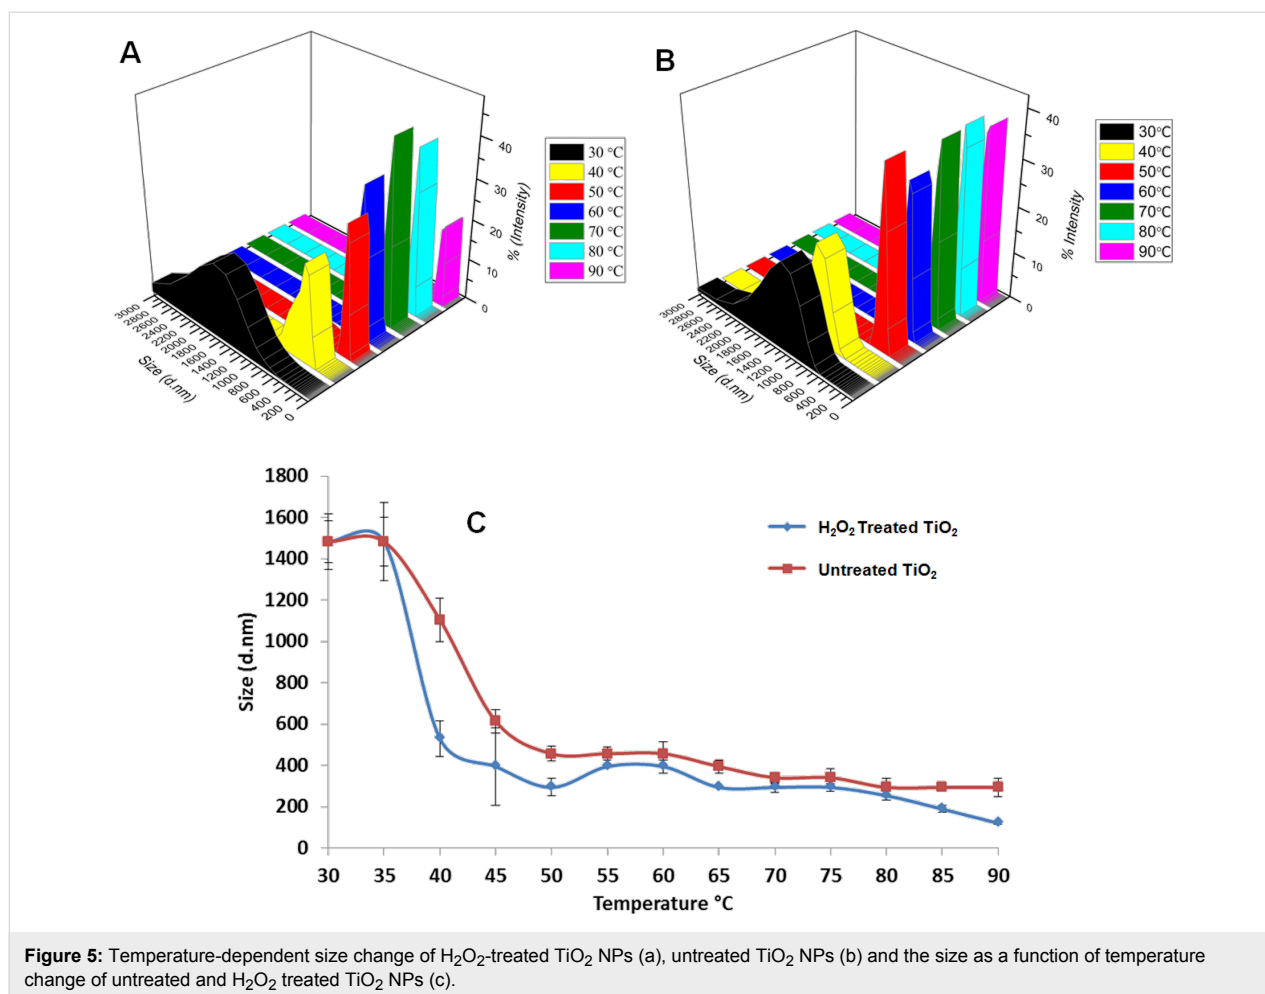 A
40
30
20
10
0
% (Intensity)
3000
2800
2600
2400
2200
2000
1800
1600
1400
1200
1000
800
600
400
200
0
Size (d.nm)
30 °C
40 °C
50 °C
60 °C
70 °C
80 °C
90 °C
B
40
30
20
10
0
% Intensity
3000
2800
2600
2400
2200
2000
1800
1600
1400
1200
1000
800
600
400
200
0
Size (d.nm)
30°C
40°C
50°C
60°C
70°C
80°C
90°C
C
1800
1600
1400
1200
1000
800
600
400
200
0
Size (d.nm)
30 35 40 45 50 55 60 65 70 75 80 85 90
Temperature °C
H₂O₂ Treated TiO₂
Untreated TiO₂
Figure 5: Temperature-dependent size change of H₂O₂-treated TiO₂ NPs (a), untreated TiO₂ NPs (b) and the size as a function of temperature
change of untreated and H₂O₂ treated TiO₂ NPs (c).